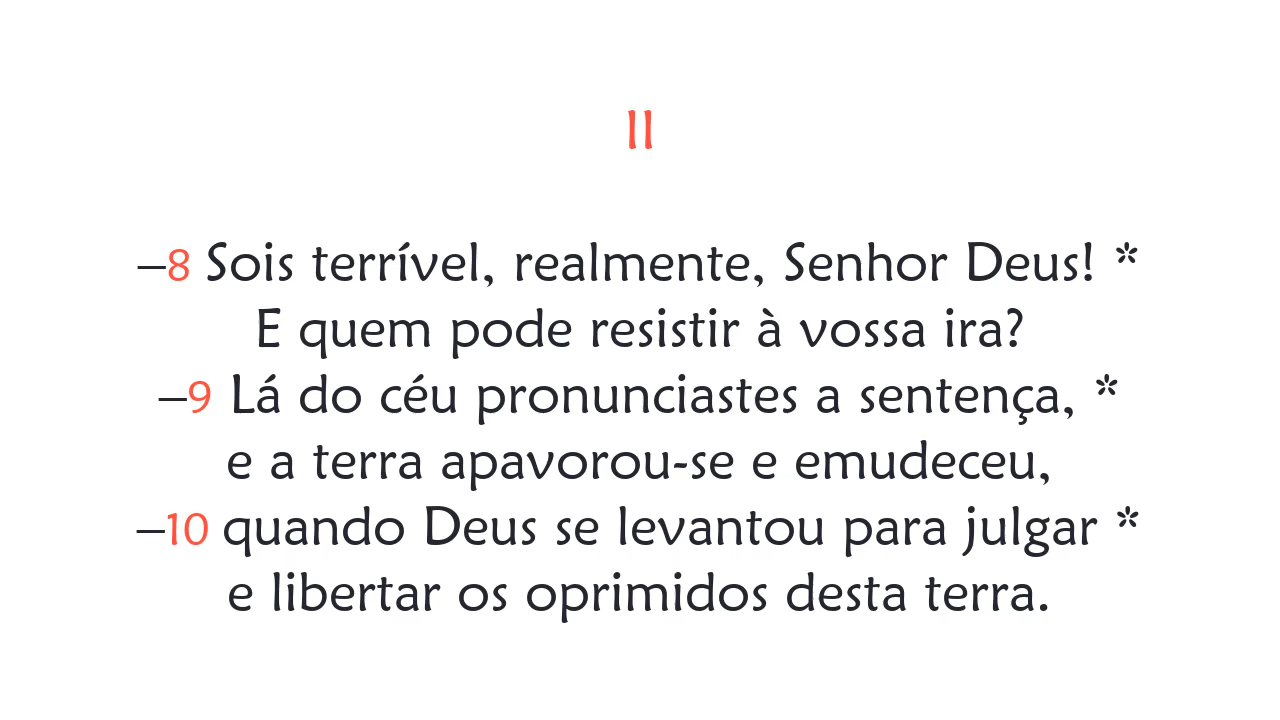 II
–8 Sois terrível, realmente, Senhor Deus! *
E quem pode resistir à vossa ira?
–9 Lá do céu pronunciastes a sentença, *
e a terra apavorou-se e emudeceu,
–10 quando Deus se levantou para julgar *
e libertar os oprimidos desta terra.